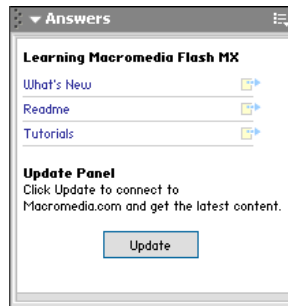 Answers
Learning Macromedia Flash MX
What's New
Readme
Tutorials
Update Panel
Click Update to connect to
Macromedia.com and get the latest content.
Update